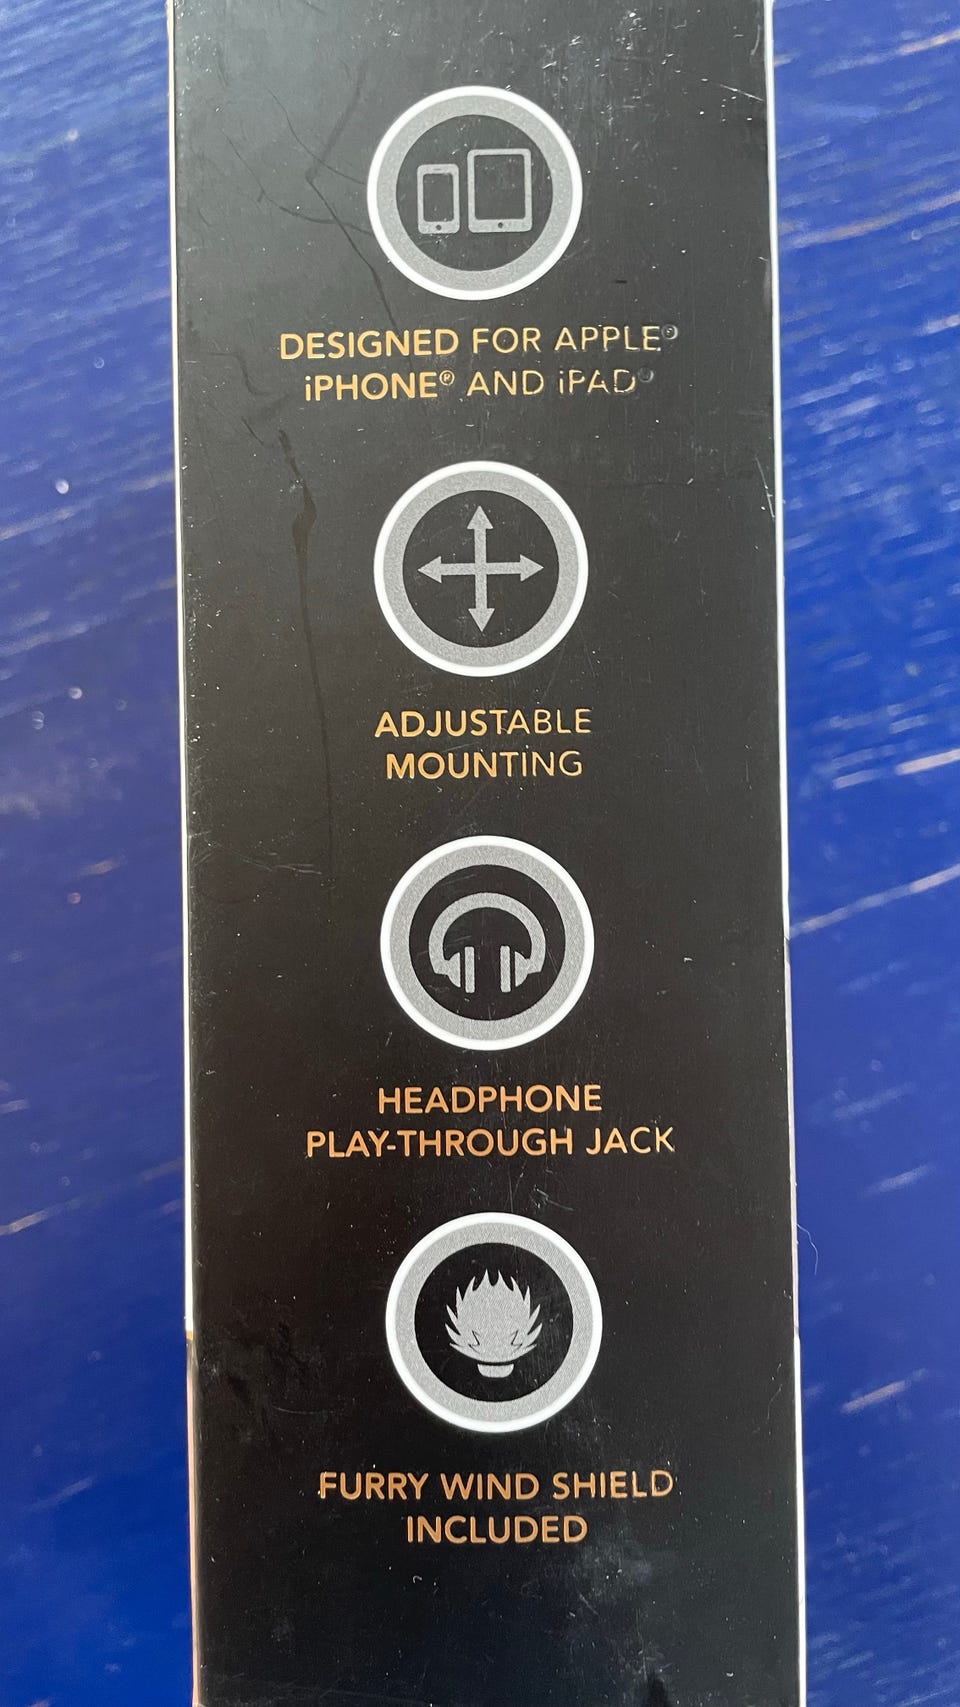 DESIGNED FOR APPLE®
iPHONE® AND iPAD®
ADJUSTABLE
MOUNTING
HEADPHONE
PLAY-THROUGH JACK
FURRY WIND SHIELD
INCLUDED